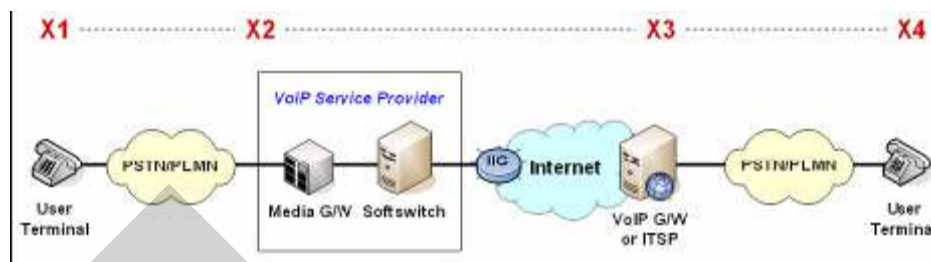 X1 X2 X3 X4
VoIP Service Provider
PSTN/PLMN
IIG
Internet
PSTN/PLMN
User
Terminal
Media G/W
Softswitch
VoIP G/W
or ITSP
User
Termina